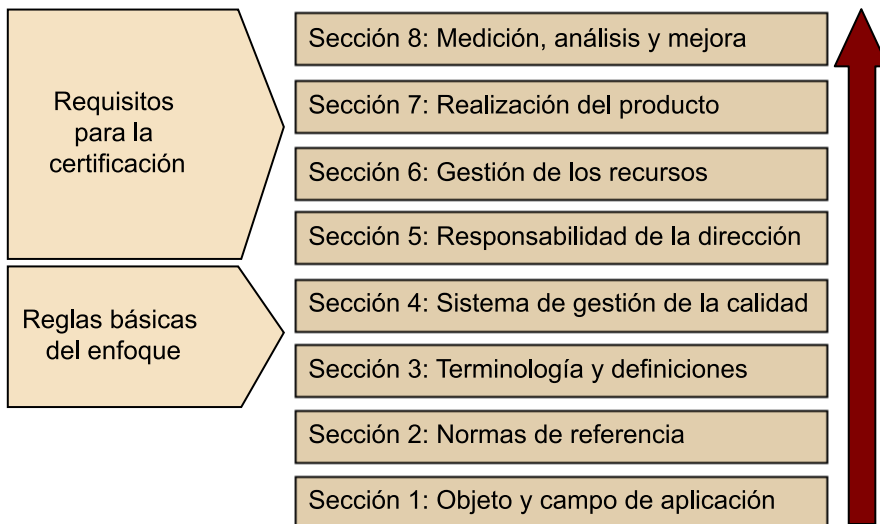 Requisitos
para la
certificación
Reglas básicas
del enfoque
Sección 8: Medición, análisis y mejora
Sección 7: Realización del producto
Sección 6: Gestión de los recursos
Sección 5: Responsabilidad de la dirección
Sección 4: Sistema de gestión de la calidad
Sección 3: Terminología y definiciones
Sección 2: Normas de referencia
Sección 1: Objeto y campo de aplicación